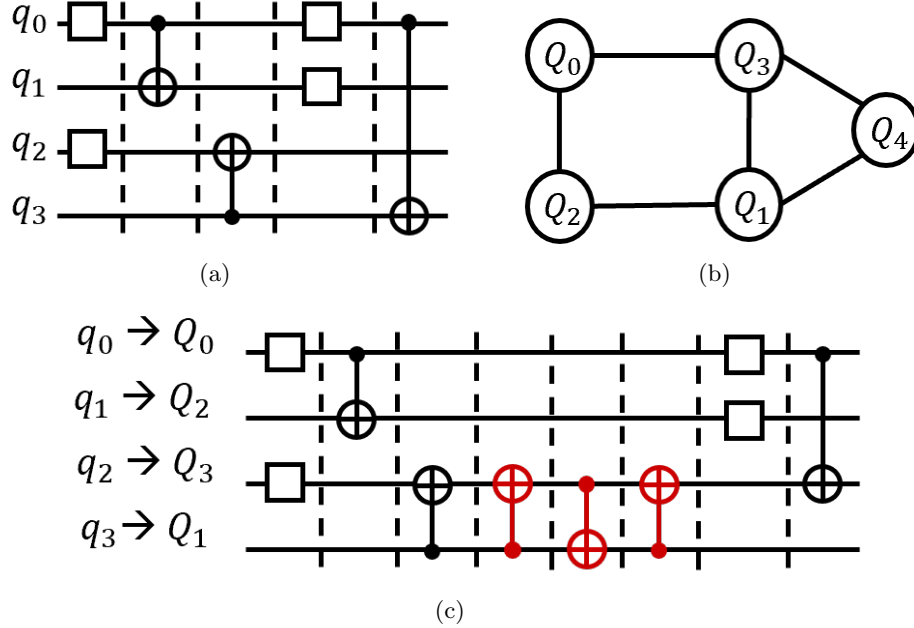 q₀
q₁
q₂
q₃
(a)
Q₀
Q₃
Q₄
Q₂
Q₁
(b)
q₀ → Q₀
q₁ → Q₂
q₂ → Q₃
q₃ → Q₁
(c)